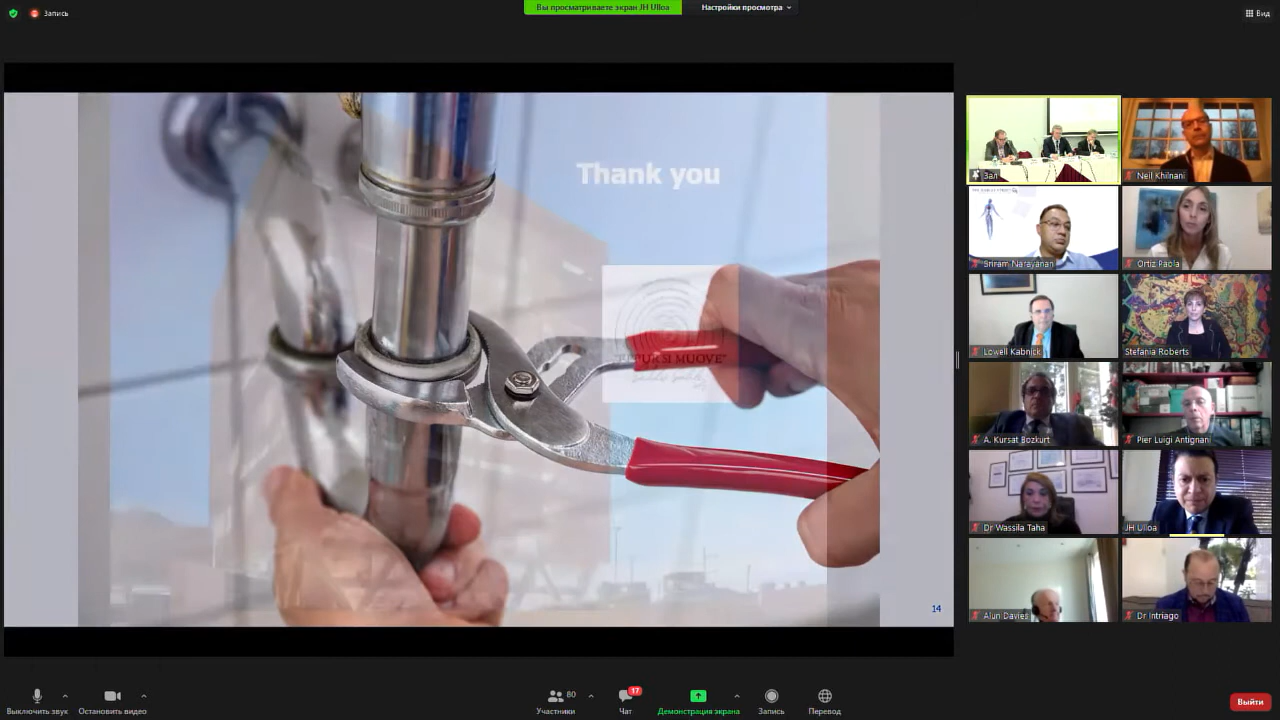 Запись
Вы просматриваете экран JH Ulloa
Настройки просмотра
Вид
Thank you
"EPPUR SI MUOVE"
14
Зал
Neil Khilnani
Sriram Narayanan
Ortiz Paola
Lowell Kabnick
Stefania Roberts
A. Kursat Bozkurt
Pier Luigi Antignani
Dr Wassila Taha
JH Ulloa
Alun Davies
Dr Intriago
Выключить звук
Остановить видео
80
Участники
17
Чат
Демонстрация экрана
Запись
Перевод
Выйти